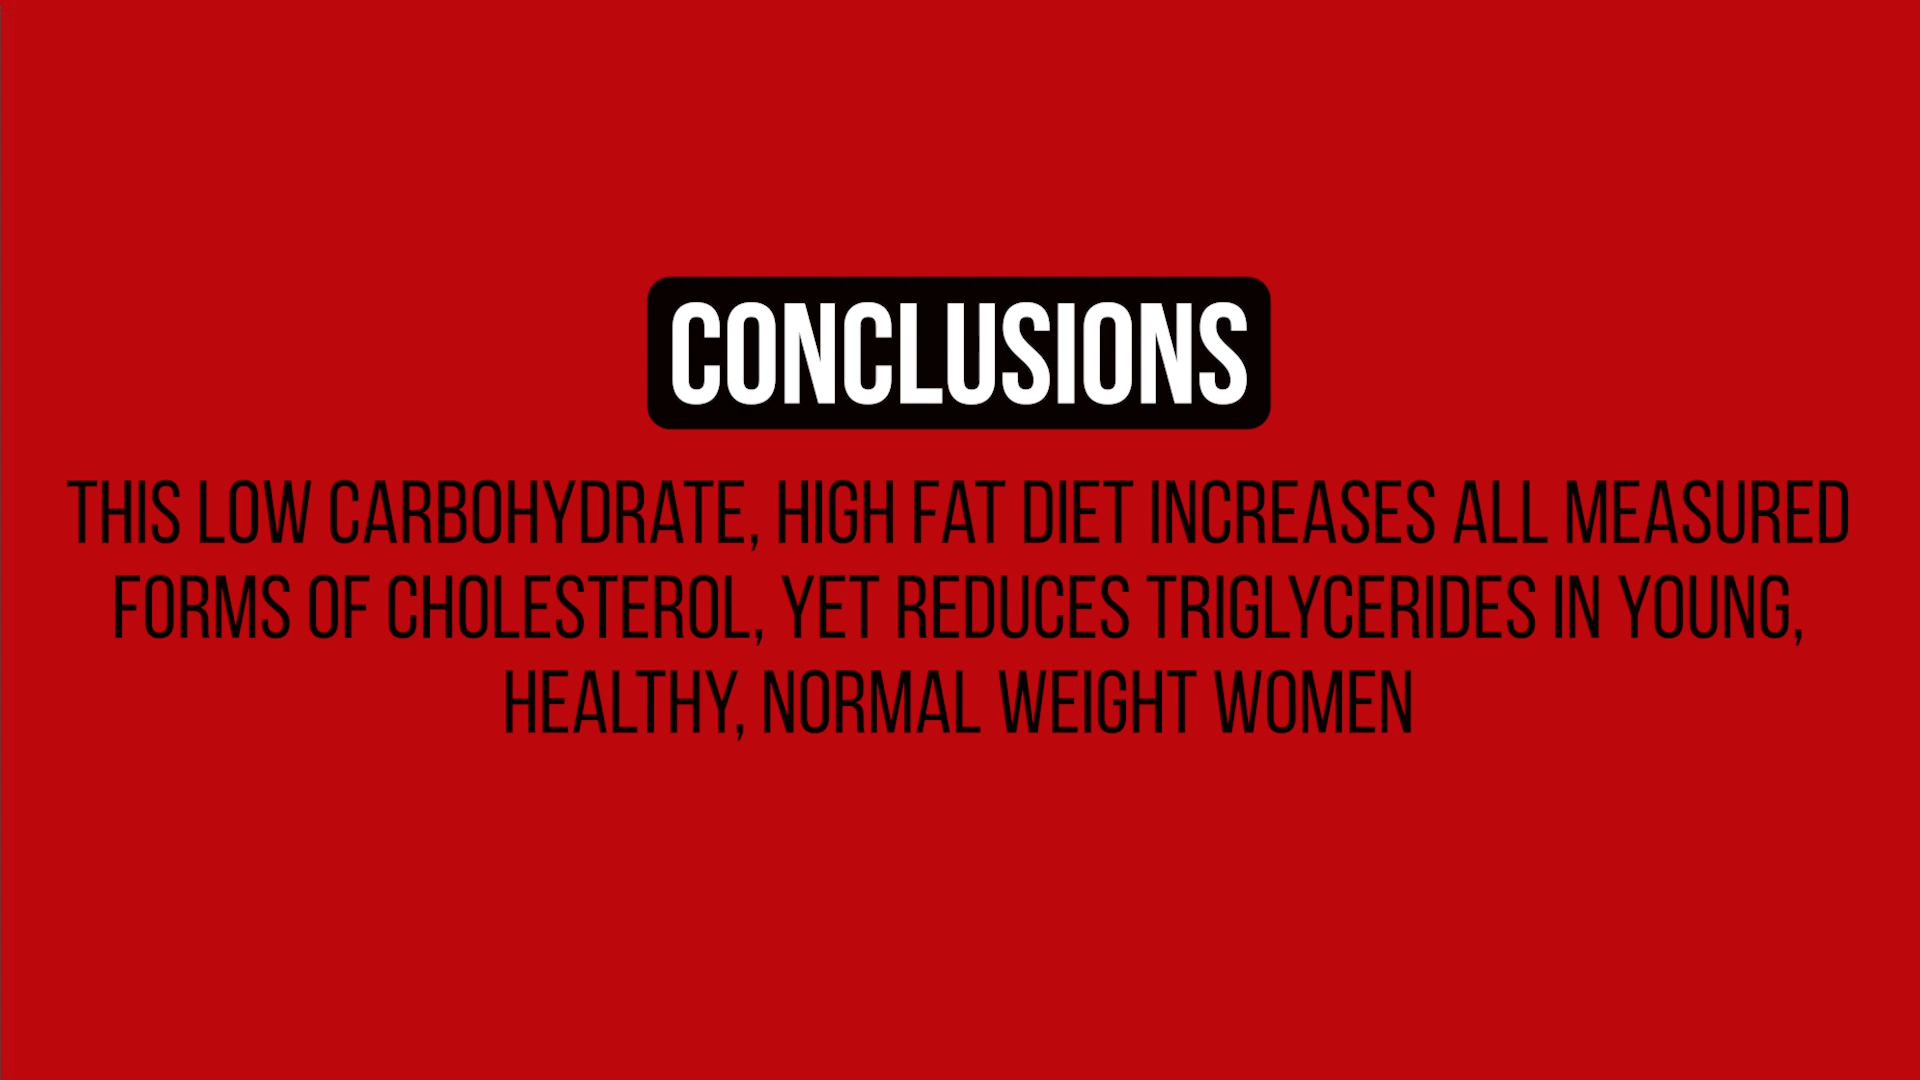 CONCLUSIONS
THIS LOW CARBOHYDRATE, HIGH FAT DIET INCREASES ALL MEASURED
FORMS OF CHOLESTEROL, YET REDUCES TRIGLYCERIDES IN YOUNG,
HEALTHY, NORMAL WEIGHT WOMEN